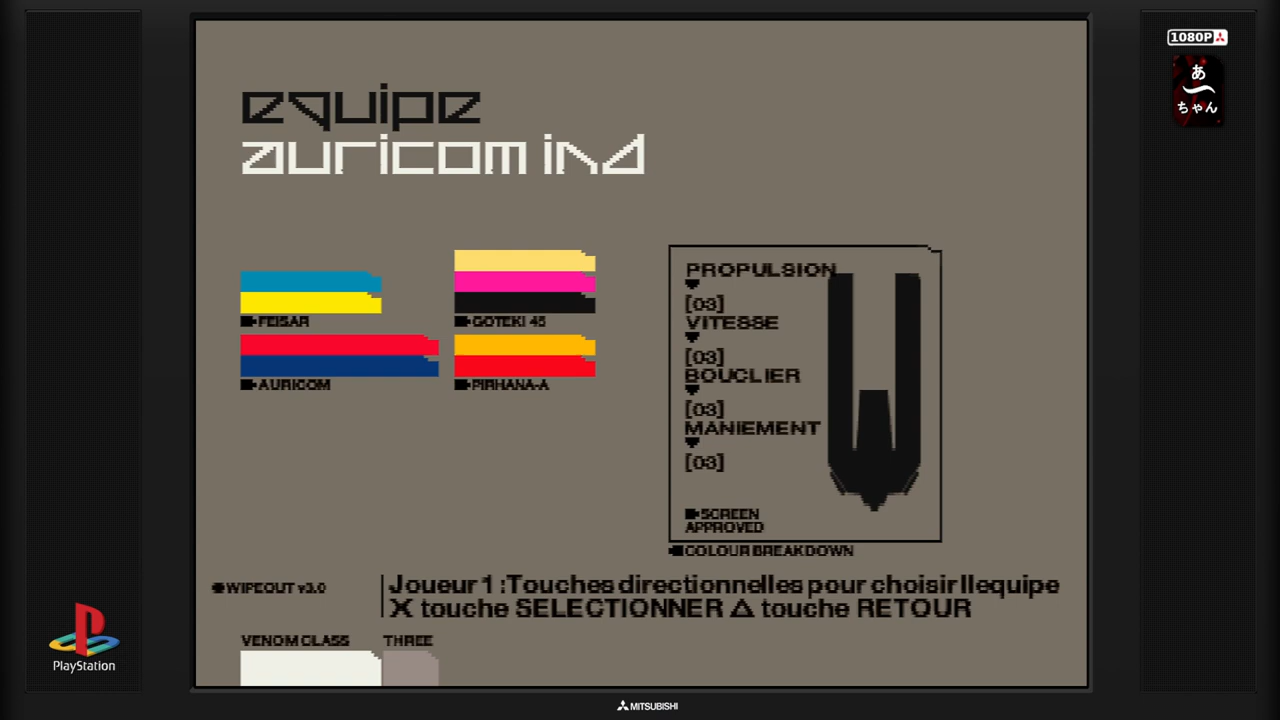 equipe
auricom ind
FEISAR
GOTEKI 45
AURICOM
PIRHANA-A
PROPULSION
[03]
VITESSE
[03]
BOUCLIER
[03]
MANIEMENT
[03]
SCREEN
APPROVED
COLOUR BREAKDOWN
WIPEOUT v3.0
Joueur 1 :Touches directionnelles pour choisir llequipe
X touche SELECTIONNER △ touche RETOUR
VENOM CLASS
THREE
PlayStation
MITSUBISHI
1080P
あ
ー
ちゃん